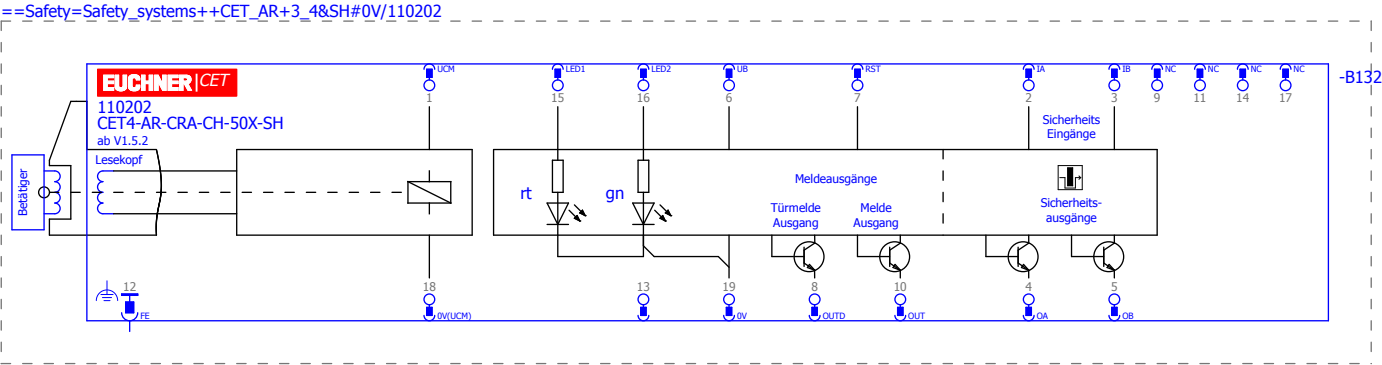 ==Safety=Safety_systems++CET_AR+3_4&SH#0V/110202
-B132
UCM LED1 LED2 UB RST IA IB NC NC NC NC
1 15 16 6 7 2 3 9 11 14 17
EUCHNER CET
110202
CET4-AR-CRA-CH-50X-SH
ab V1.5.2
Lesekopf
Betätiger
rt
gn
Meldeausgänge
Türmelde
Ausgang
Melde
Ausgang
Sicherheits
Eingänge
Sicherheits-
ausgänge
12 18 13 19 8 10 4 5
FE 0V(UCM) 0V OUTD OUT OA OB